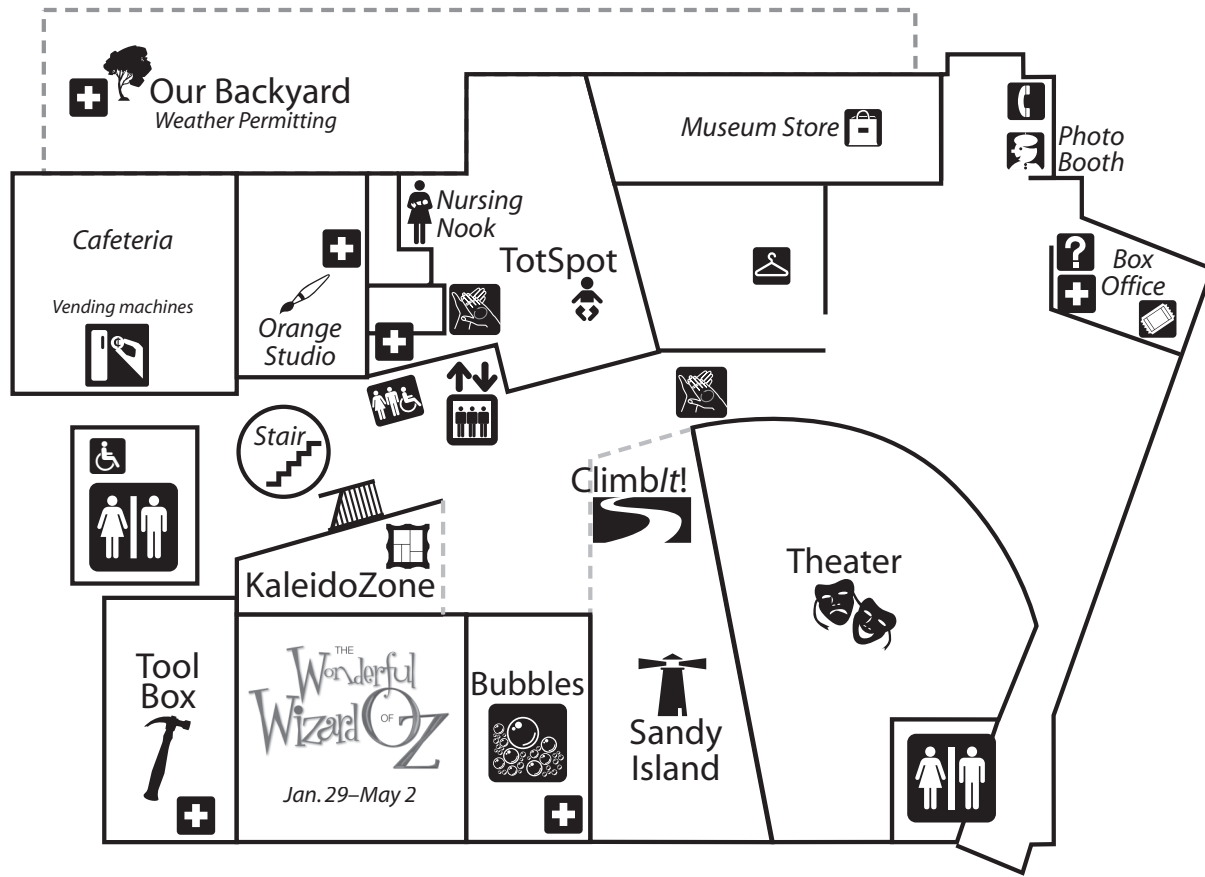 Our Backyard
Weather Permitting
Museum Store
Photo
Booth
Cafeteria
Nursing
Nook
TotSpot
Box
Office
?
Vending machines
¢
Orange
Studio
Stair
ClimbIt!
KaleidoZone
Theater
Tool
Box
THE
Wonderful
Wizard OF OZ
Jan. 29–May 2
Bubbles
Sandy
Island